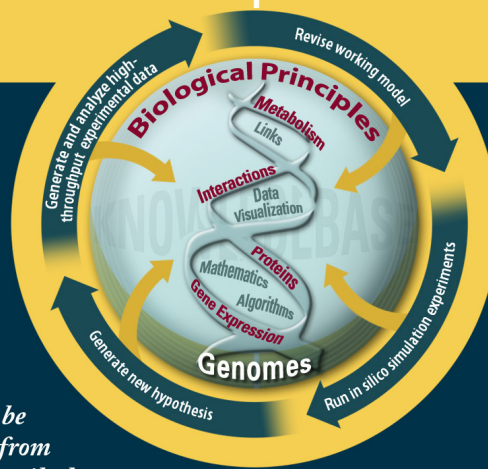 Generate and analyze high-
throughput experimental data
Revise working model
Biological Principles
Metabolism
Links
Interactions
Data
Visualization
Proteins
Mathematics
Algorithms
Gene Expression
Genomes
Generate new hypothesis
Run in silico simulation experiments
be
from